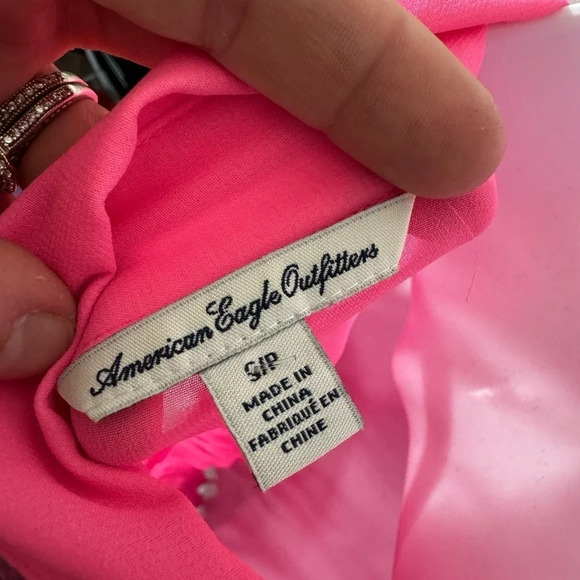 American Eagle Outfitters
S/P
MADE IN
CHINA
FABRIQUÉ EN
CHINE